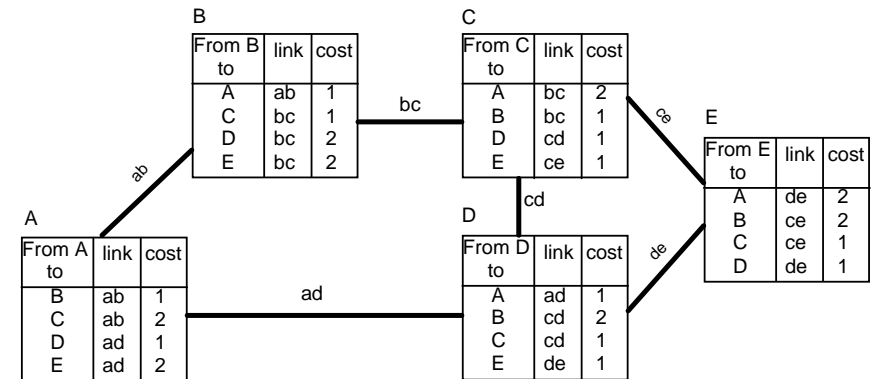 B
From B to link cost
A ab 1
C bc 1
D bc 2
E bc 2
bc
C
From C to link cost
A bc 2
B bc 1
D cd 1
E ce 1
ce
E
From E to link cost
A de 2
B ce 2
C ce 1
D de 1
ab
cd
A
From A to link cost
B ab 1
C ab 2
D ad 1
E ad 2
ad
D
From D to link cost
A ad 1
B cd 2
C cd 1
E de 1
de